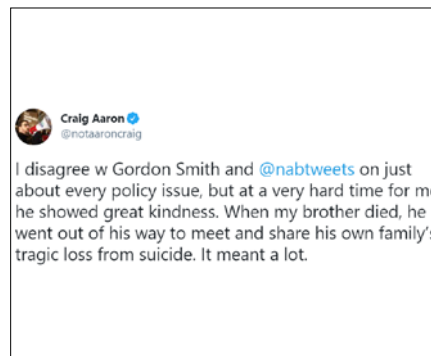 Craig Aaron
@notaaroncraig
I disagree w Gordon Smith and @nabtweets on just
about every policy issue, but at a very hard time for me
he showed great kindness. When my brother died, he
went out of his way to meet and share his own family's
tragic loss from suicide. It meant a lot.